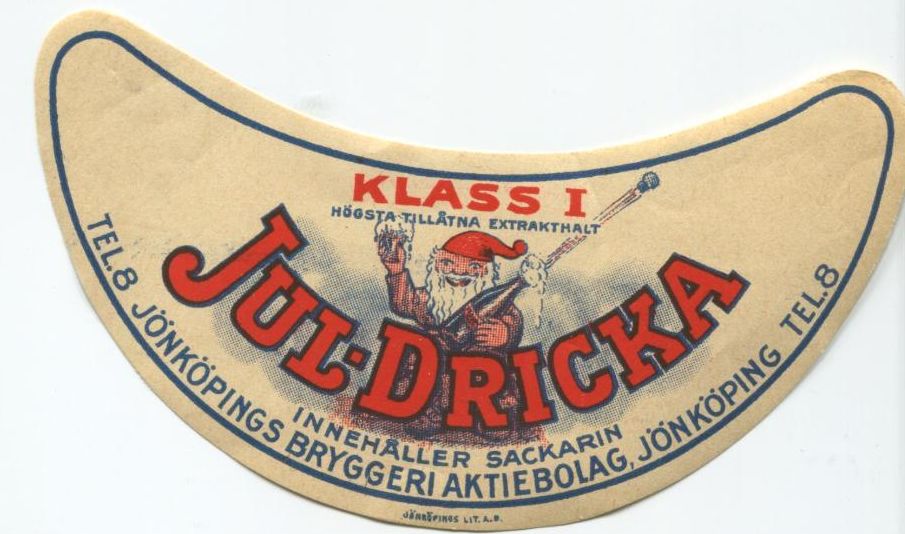 KLASS I
HÖGSTA TILLÅTNA EXTRAKTHALT
JUL-DRICKA
INNEHÅLLER SACKARIN
TEL. 8 JÖNKÖPINGS BRYGGERI AKTIEBOLAG, JÖNKÖPING TEL. 8
JÖNKÖPINGS LIT. A.B.